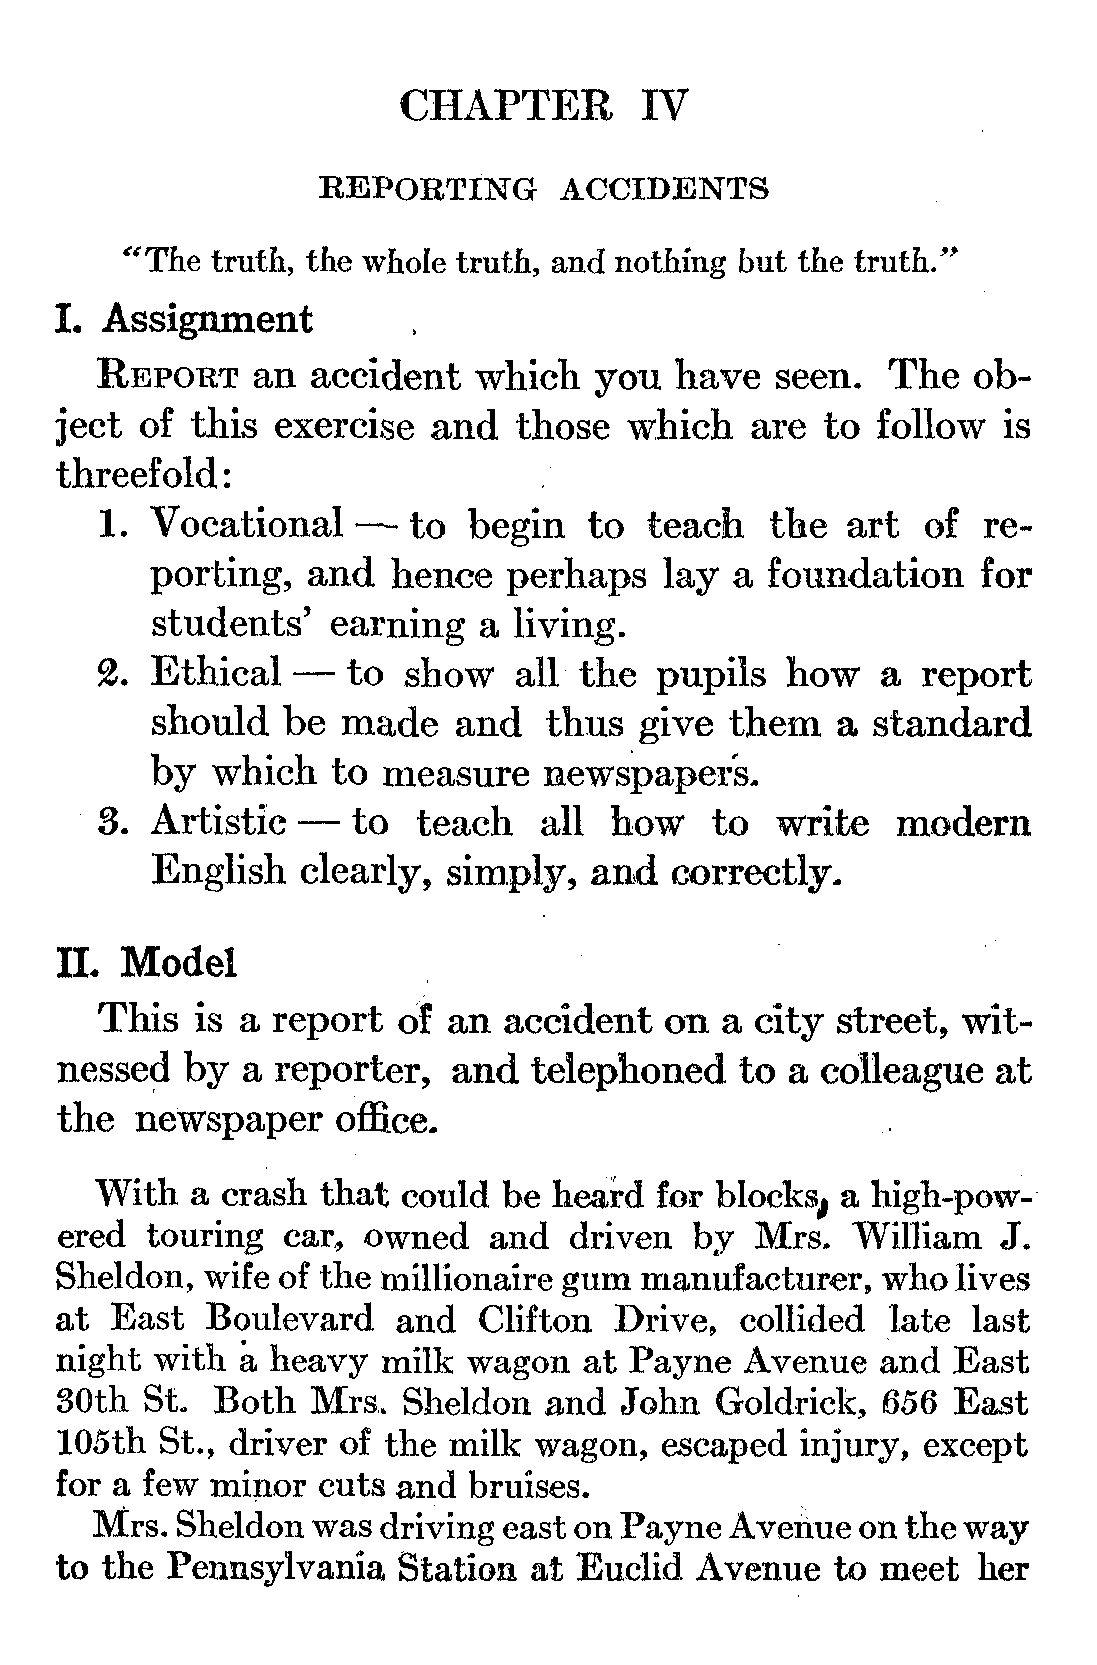 CHAPTER IV
REPORTING ACCIDENTS
"The truth, the whole truth, and nothing but the truth."
I. Assignment
REPORT an accident which you have seen. The ob-
ject of this exercise and those which are to follow is
threefold:
1. Vocational — to begin to teach the art of re-
porting, and hence perhaps lay a foundation for
students' earning a living.
2. Ethical — to show all the pupils how a report
should be made and thus give them a standard
by which to measure newspapers.
3. Artistic — to teach all how to write modern
English clearly, simply, and correctly.
II. Model
This is a report of an accident on a city street, wit-
nessed by a reporter, and telephoned to a colleague at
the newspaper office.
With a crash that could be heard for blocks, a high-pow-
ered touring car, owned and driven by Mrs. William J.
Sheldon, wife of the millionaire gum manufacturer, who lives
at East Boulevard and Clifton Drive, collided late last
night with a heavy milk wagon at Payne Avenue and East
30th St. Both Mrs. Sheldon and John Goldrick, 656 East
105th St., driver of the milk wagon, escaped injury, except
for a few minor cuts and bruises.
Mrs. Sheldon was driving east on Payne Avenue on the way
to the Pennsylvania Station at Euclid Avenue to meet her